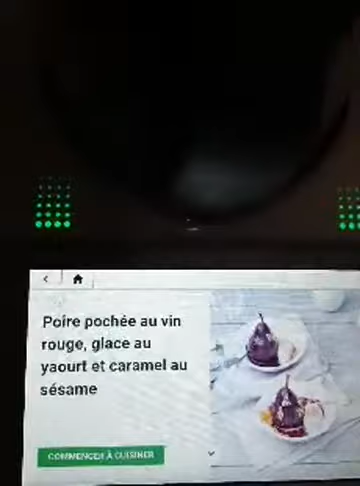 Poire pochée au vin
rouge, glace au
yaourt et caramel au
sésame
COMMENCER À CUISINER